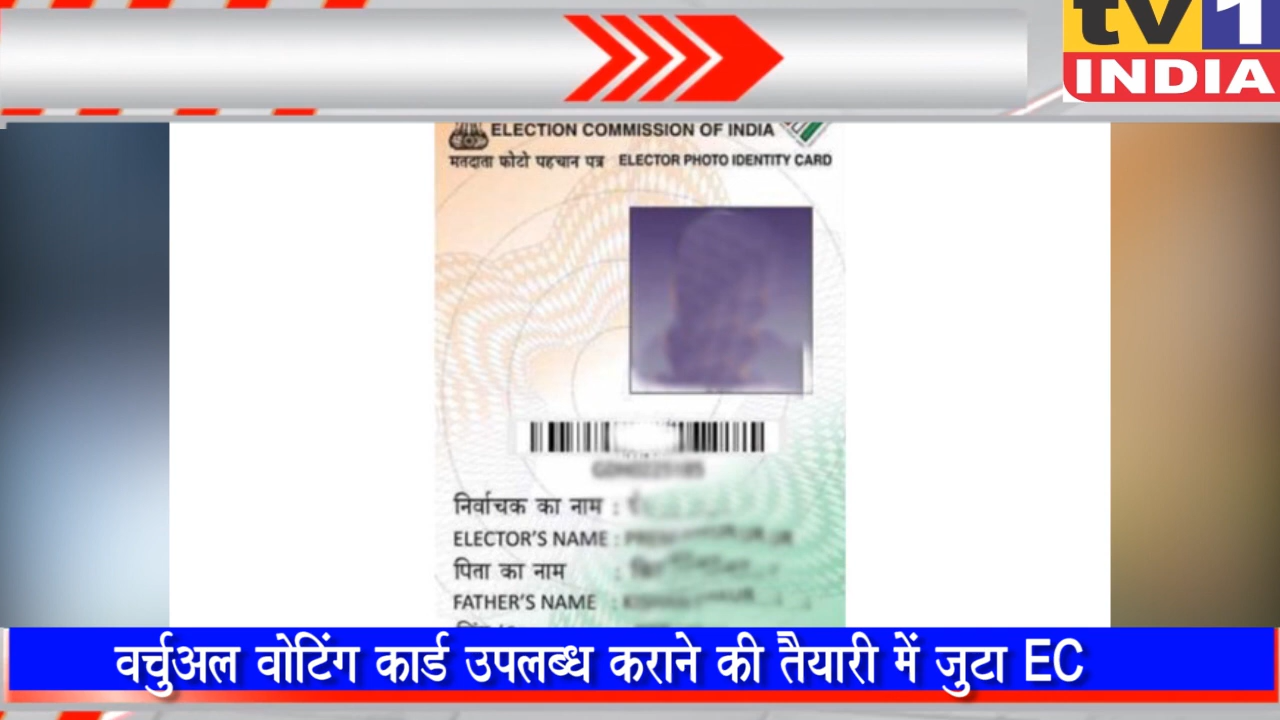 tv1
INDIA
ELECTION COMMISSION OF INDIA
मतदाता फोटो पहचान पत्र ELECTOR PHOTO IDENTITY CARD
निर्वाचक का नाम :
ELECTOR'S NAME :
पिता का नाम :
FATHER'S NAME :
वर्चुअल वोटिंग कार्ड उपलब्ध कराने की तैयारी में जुटा EC